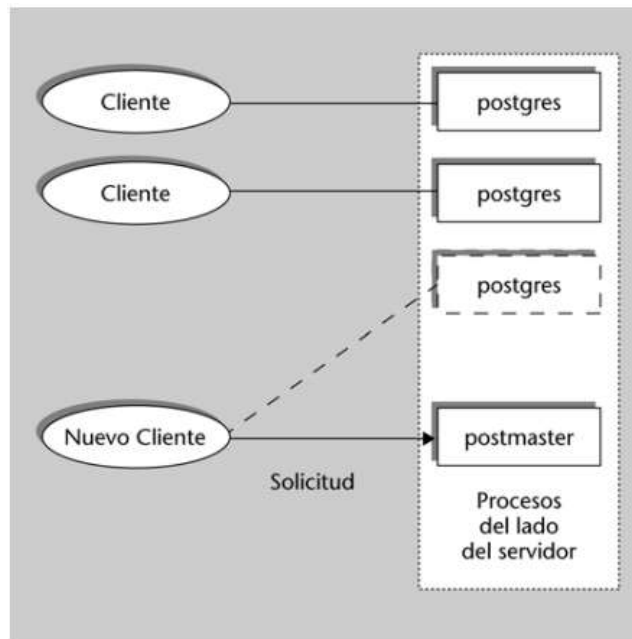 Cliente
postgres
Cliente
postgres
postgres
Nuevo Cliente
postmaster
Solicitud
Procesos
del lado
del servidor